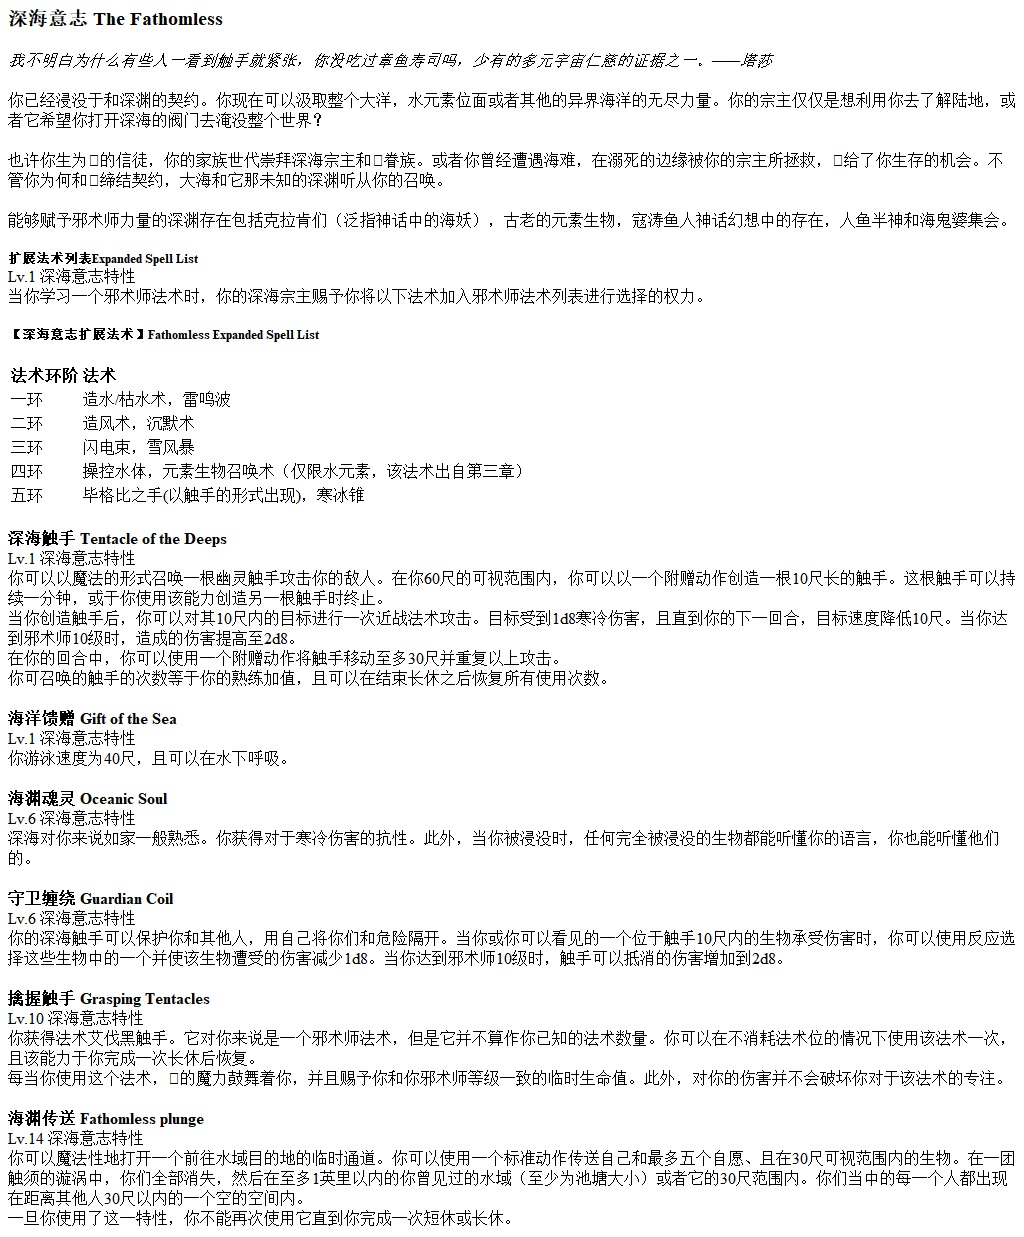 深海意志 The Fathomless
我不明白为什么有些人一看到触手就紧张，你没吃过章鱼寿司吗，少有的多元宇宙仁慈的证据之一。——塔莎
你已经浸没于和深渊的契约。你现在可以汲取整个大洋，水元素位面或者其他的异界海洋的无尽力量。你的宗主仅仅是想利用你去了解陆地，或
者它希望你打开深海的阀门去淹没整个世界？
也许你生为▯的信徒，你的家族世代崇拜深海宗主和▯眷族。或者你曾经遭遇海难，在溺死的边缘被你的宗主所拯救，▯给了你生存的机会。不
管你为何和▯缔结契约，大海和它那未知的深渊听从你的召唤。
能够赋予邪术师力量的深渊存在包括克拉肯们（泛指神话中的海妖），古老的元素生物，寇涛鱼人神话幻想中的存在，人鱼半神和海鬼婆集会。
扩展法术列表Expanded Spell List
Lv.1 深海意志特性
当你学习一个邪术师法术时，你的深海宗主赐予你将以下法术加入邪术师法术列表进行选择的权力。
【深海意志扩展法术】Fathomless Expanded Spell List
法术环阶 法术
一环 造水/枯水术，雷鸣波
二环 造风术，沉默术
三环 闪电束，雪风暴
四环 操控水体，元素生物召唤术（仅限水元素，该法术出自第三章）
五环 毕格比之手(以触手的形式出现)，寒冰锥
深海触手 Tentacle of the Deeps
Lv.1 深海意志特性
你可以以魔法的形式召唤一根幽灵触手攻击你的敌人。在你60尺的可视范围内，你可以以一个附赠动作创造一根10尺长的触手。这根触手可以持
续一分钟，或于你使用该能力创造另一根触手时终止。
当你创造触手后，你可以对其10尺内的目标进行一次近战法术攻击。目标受到1d8寒冷伤害，且直到你的下一回合，目标速度降低10尺。当你达
到邪术师10级时，造成的伤害提高至2d8。
在你的回合中，你可以使用一个附赠动作将触手移动至多30尺并重复以上攻击。
你可召唤的触手的次数等于你的熟练加值，且可以在结束长休之后恢复所有使用次数。
海洋馈赠 Gift of the Sea
Lv.1 深海意志特性
你游泳速度为40尺，且可以在水下呼吸。
海渊魂灵 Oceanic Soul
Lv.6 深海意志特性
深海对你来说如家一般熟悉。你获得对于寒冷伤害的抗性。此外，当你被浸没时，任何完全被浸没的生物都能听懂你的语言，你也能听懂他们
的。
守卫缠绕 Guardian Coil
Lv.6 深海意志特性
你的深海触手可以保护你和其他人，用自己将你们和危险隔开。当你或你可以看见的一个位于触手10尺内的生物承受伤害时，你可以使用反应选
择这些生物中的一个并使该生物遭受的伤害减少1d8。当你达到邪术师10级时，触手可以抵消的伤害增加到2d8。
擒握触手 Grasping Tentacles
Lv.10 深海意志特性
你获得法术艾伐黑触手。它对你来说是一个邪术师法术，但是它并不算作你已知的法术数量。你可以在不消耗法术位的情况下使用该法术一次，
且该能力于你完成一次长休后恢复。
每当你使用这个法术，▯的魔力鼓舞着你，并且赐予你和你邪术师等级一致的临时生命值。此外，对你的伤害并不会破坏你对于该法术的专注。
海渊传送 Fathomless plunge
Lv.14 深海意志特性
你可以魔法性地打开一个前往水域目的地的临时通道。你可以使用一个标准动作传送自己和最多五个自愿、且在30尺可视范围内的生物。在一团
触须的漩涡中，你们全部消失，然后在至多1英里以内的你曾见过的水域（至少为池塘大小）或者它的30尺范围内。你们当中的每一个人都出现
在距离其他人30尺以内的一个空的空间内。
一旦你使用了这一特性，你不能再次使用它直到你完成一次短休或长休。